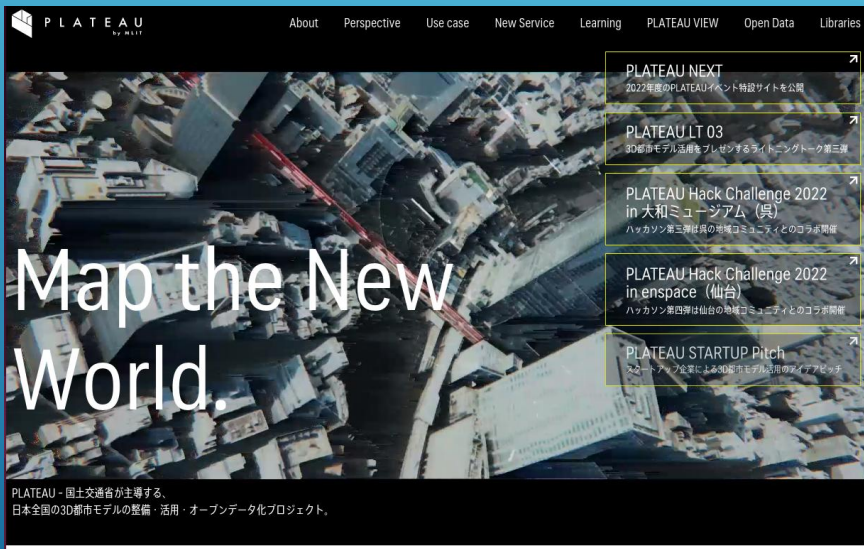 PLATEAU
by MLIT
About Perspective Use case New Service Learning PLATEAU VIEW Open Data Libraries
PLATEAU NEXT
2022年度のPLATEAUイベント特設サイトを公開
PLATEAU LT 03
3D都市モデル活用をプレゼンするライトニングトーク第三弾
PLATEAU Hack Challenge 2022
in 大和ミュージアム（呉）
ハッカソン第三弾は呉の地域コミュニティとのコラボ開催
PLATEAU Hack Challenge 2022
in enspace（仙台）
ハッカソン第四弾は仙台の地域コミュニティとのコラボ開催
PLATEAU STARTUP Pitch
スタートアップ企業による3D都市モデル活用のアイデアピッチ
Map the New
World.
PLATEAU - 国土交通省が主導する、
日本全国の3D都市モデルの整備・活用・オープンデータ化プロジェクト。